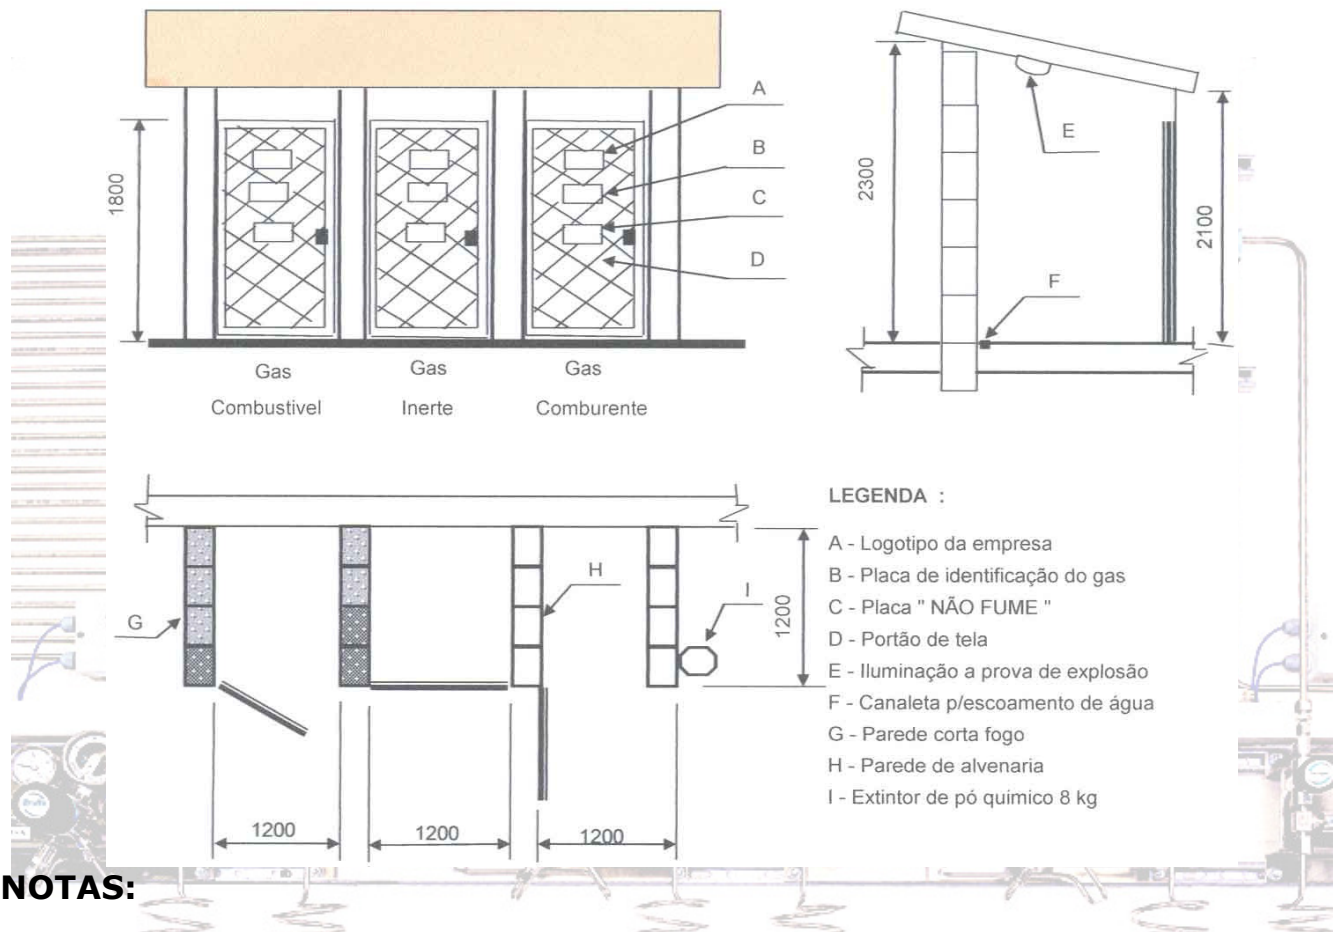 A
B
C
D
1800
Gas
Combustivel
Gas
Inerte
Gas
Comburente
2300
E
F
2100
G
H
I
1200
1200
1200
1200
LEGENDA :
A - Logotipo da empresa
B - Placa de identificação do gas
C - Placa " NÃO FUME "
D - Portão de tela
E - Iluminação a prova de explosão
F - Canaleta p/escoamento de água
G - Parede corta fogo
H - Parede de alvenaria
I - Extintor de pó quimico 8 kg
NOTAS: